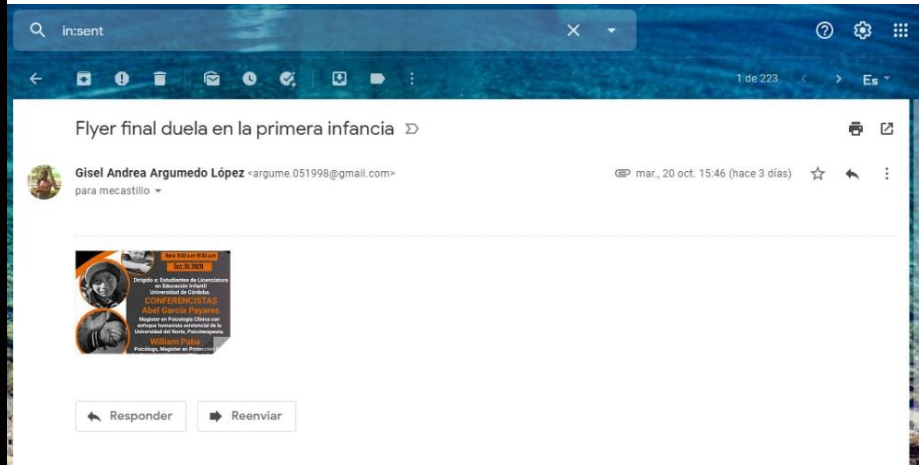 in:sent
1 de 223
Es
Flyer final duela en la primera infancia
Gisel Andrea Argumedo López <argume.051998@gmail.com>
mar., 20 oct. 15:46 (hace 3 días)
para mecastillo
Oct.20.2020
Dirigido a: Estudiantes de Licenciatura
en Educación Infantil
Universidad de Córdoba.
CONFERENCISTAS
Abel García Payares
Magister en Psicología Clínica con
enfoque humanista existencial de la
Universidad del Norte, Psicoterapeuta.
William Poba
Psicólogo, Magister en Protección
Responder
Reenviar